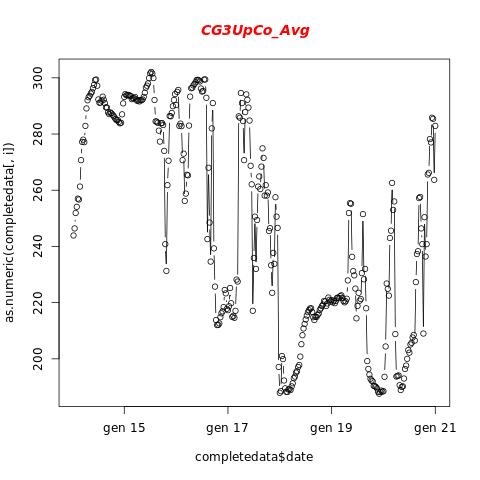 CG3UpCo_Avg
300
280
260
240
220
200
as.numeric(completedata[, i])
gen 15
gen 17
gen 19
gen 21
completedata$date